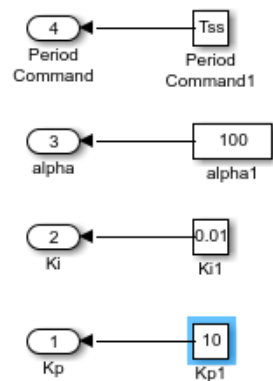 4
Tss
Period
Command
Period
Command1
3
100
alpha
alpha1
2
0.01
Ki
Ki1
1
10
Kp
Kp1